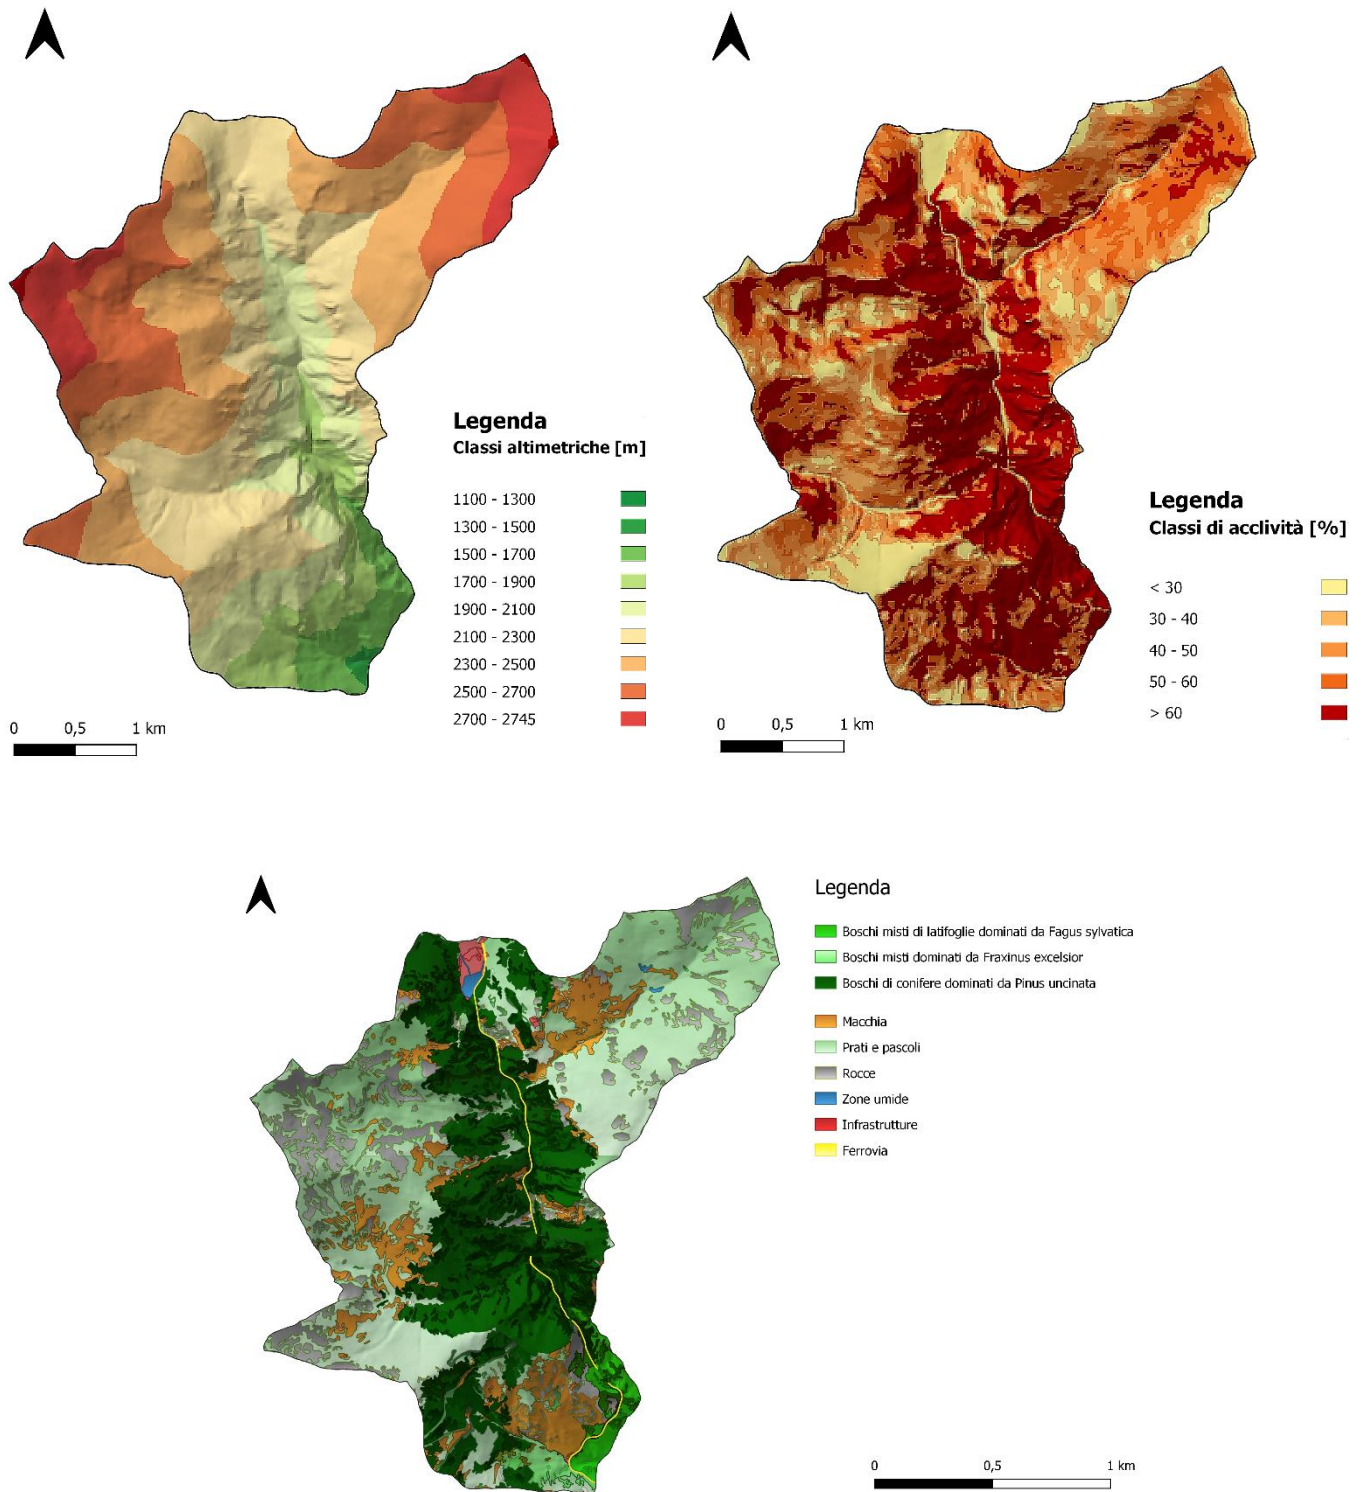 Legenda
Classi altimetriche [m]
1100 - 1300
1300 - 1500
1500 - 1700
1700 - 1900
1900 - 2100
2100 - 2300
2300 - 2500
2500 - 2700
2700 - 2745
0 0,5 1 km
Legenda
Classi di acclività [%]
< 30
30 - 40
40 - 50
50 - 60
> 60
0 0,5 1 km
Legenda
Boschi misti di latifoglie dominati da Fagus sylvatica
Boschi misti dominati da Fraxinus excelsior
Boschi di conifere dominati da Pinus uncinata
Macchia
Prati e pascoli
Rocce
Zone umide
Infrastrutture
Ferrovia
0 0,5 1 km